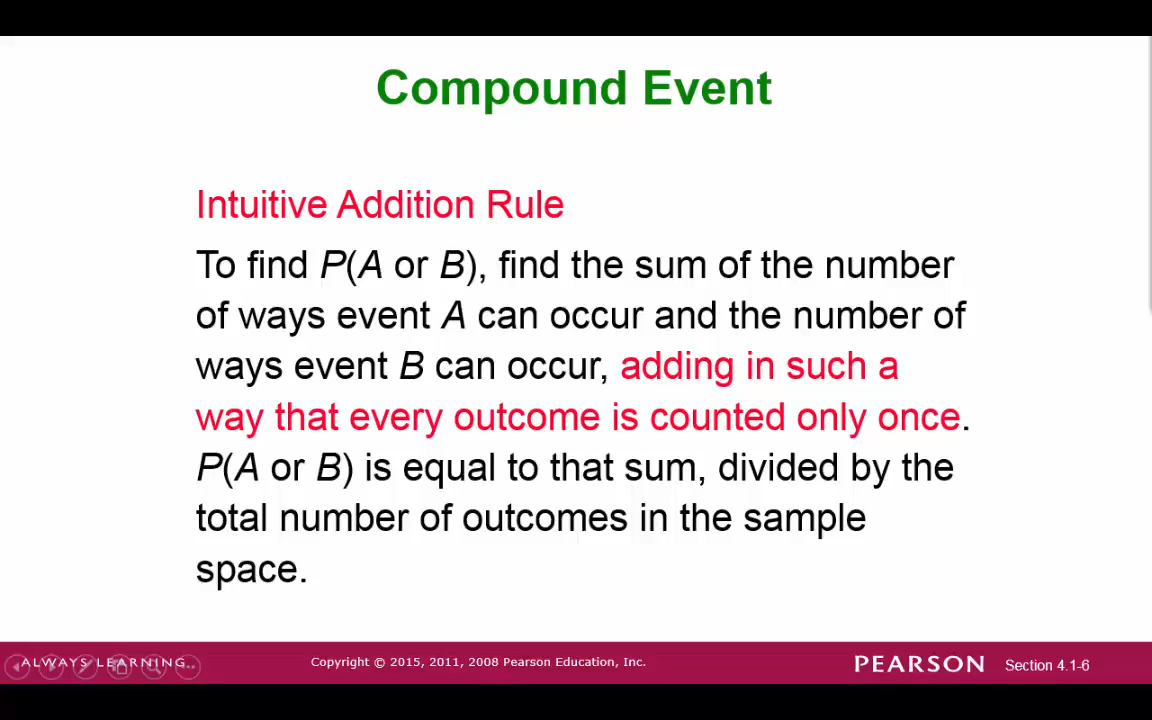 Compound Event
Intuitive Addition Rule
To find P(A or B), find the sum of the number
of ways event A can occur and the number of
ways event B can occur, adding in such a
way that every outcome is counted only once.
P(A or B) is equal to that sum, divided by the
total number of outcomes in the sample
space.
ALWAYS LEARNING
Copyright © 2015, 2011, 2008 Pearson Education, Inc.
PEARSON
Section 4.1-6